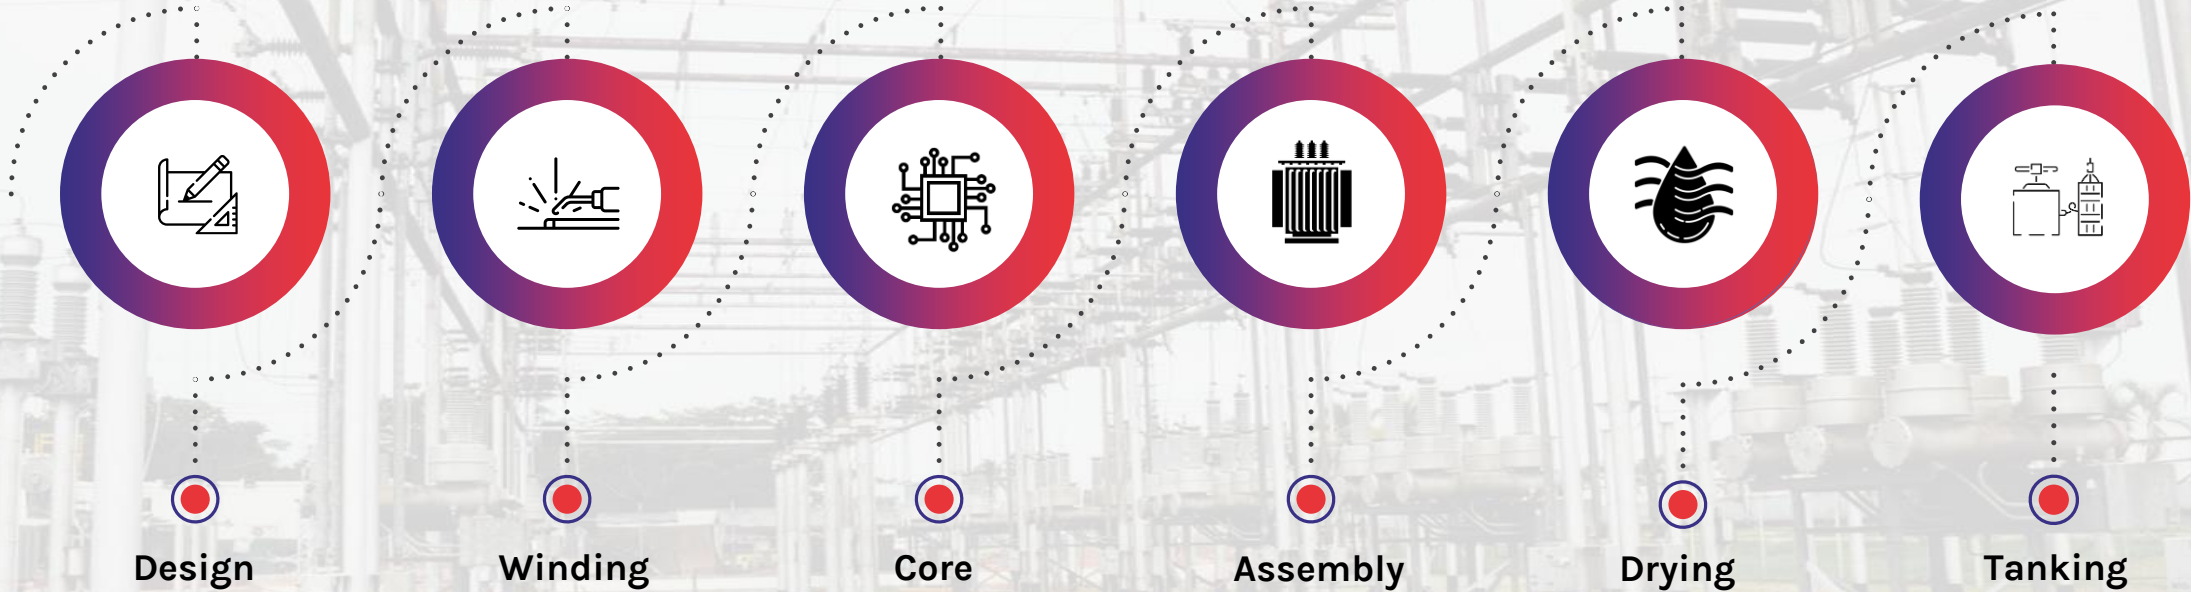 Design
Winding
Core
Assembly
Drying
Tanking